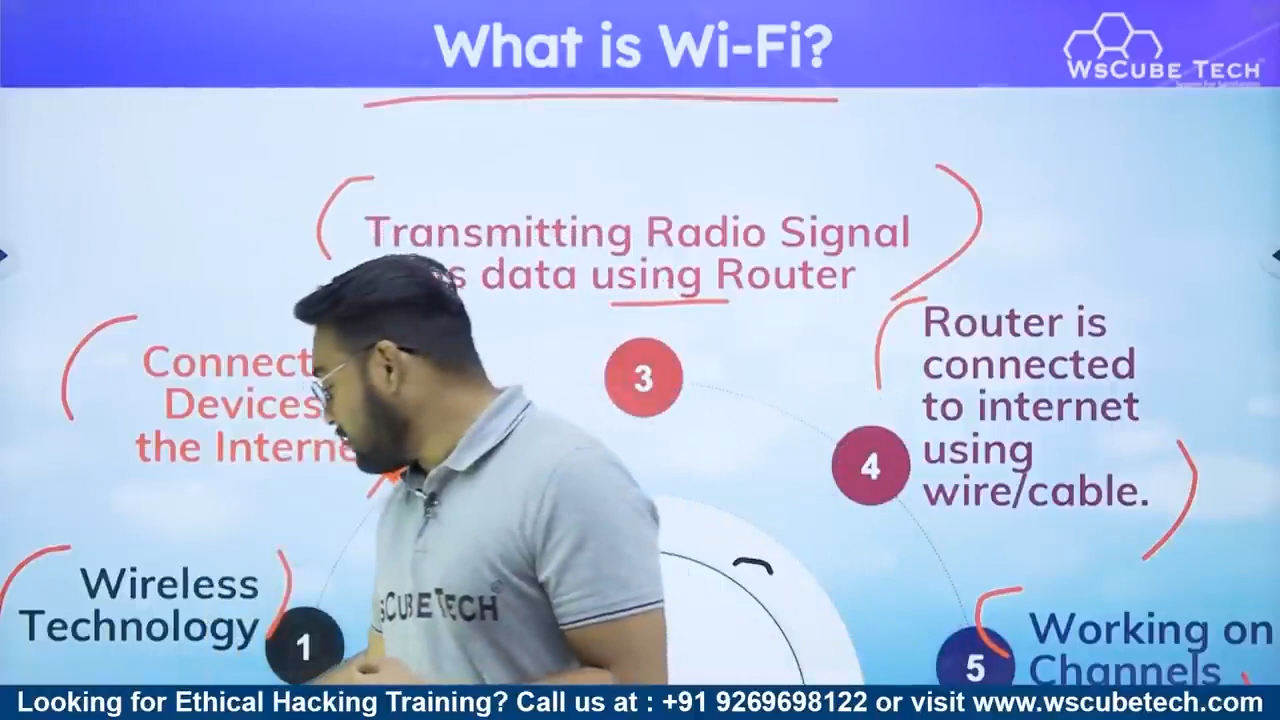 What is Wi-Fi?
WSCUBE TECH
Transmitting Radio Signal
data using Router
3
Router is
connected
to internet
using
wire/cable.
4
Connect
Devices
the Interne
Wireless
Technology
1
Working on
Channels
5
SCUBE TECH
Looking for Ethical Hacking Training? Call us at : +91 9269698122 or visit www.wscubetech.com